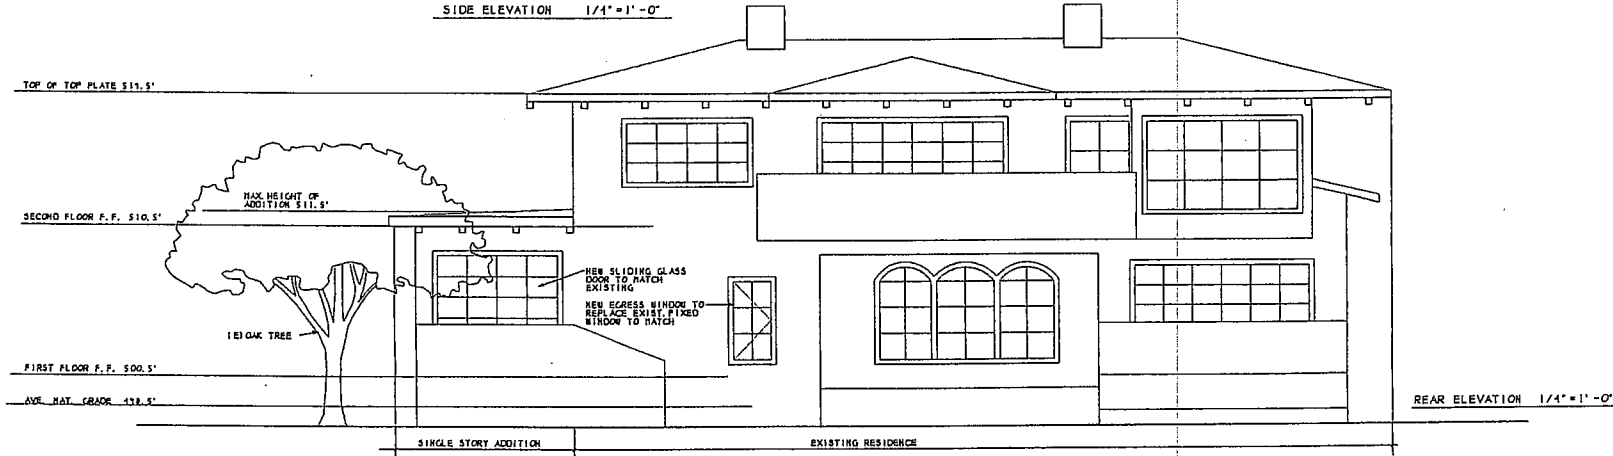 SIDE ELEVATION 1/4" = 1'-0"
TOP OF TOP PLATE 519.5'
MAX. HEIGHT OF
ADDITION 511.5'
SECOND FLOOR F.F. 510.5'
NEW SLIDING GLASS
DOOR TO MATCH
EXISTING
NEW EGRESS WINDOW TO
REPLACE EXIST. FIXED
WINDOW TO MATCH
(E) OAK TREE
FIRST FLOOR F.F. 500.5'
AVE. NAT. GRADE 498.5'
REAR ELEVATION 1/4" = 1'-0"
SINGLE STORY ADDITION
EXISTING RESIDENCE